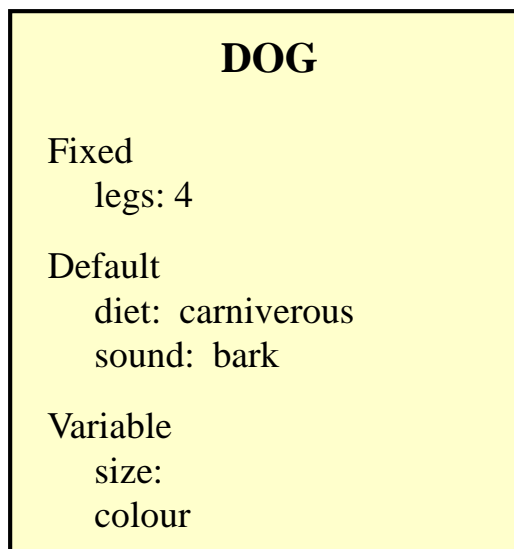 DOG
Fixed
legs: 4
Default
diet: carniverous
sound: bark
Variable
size:
colour